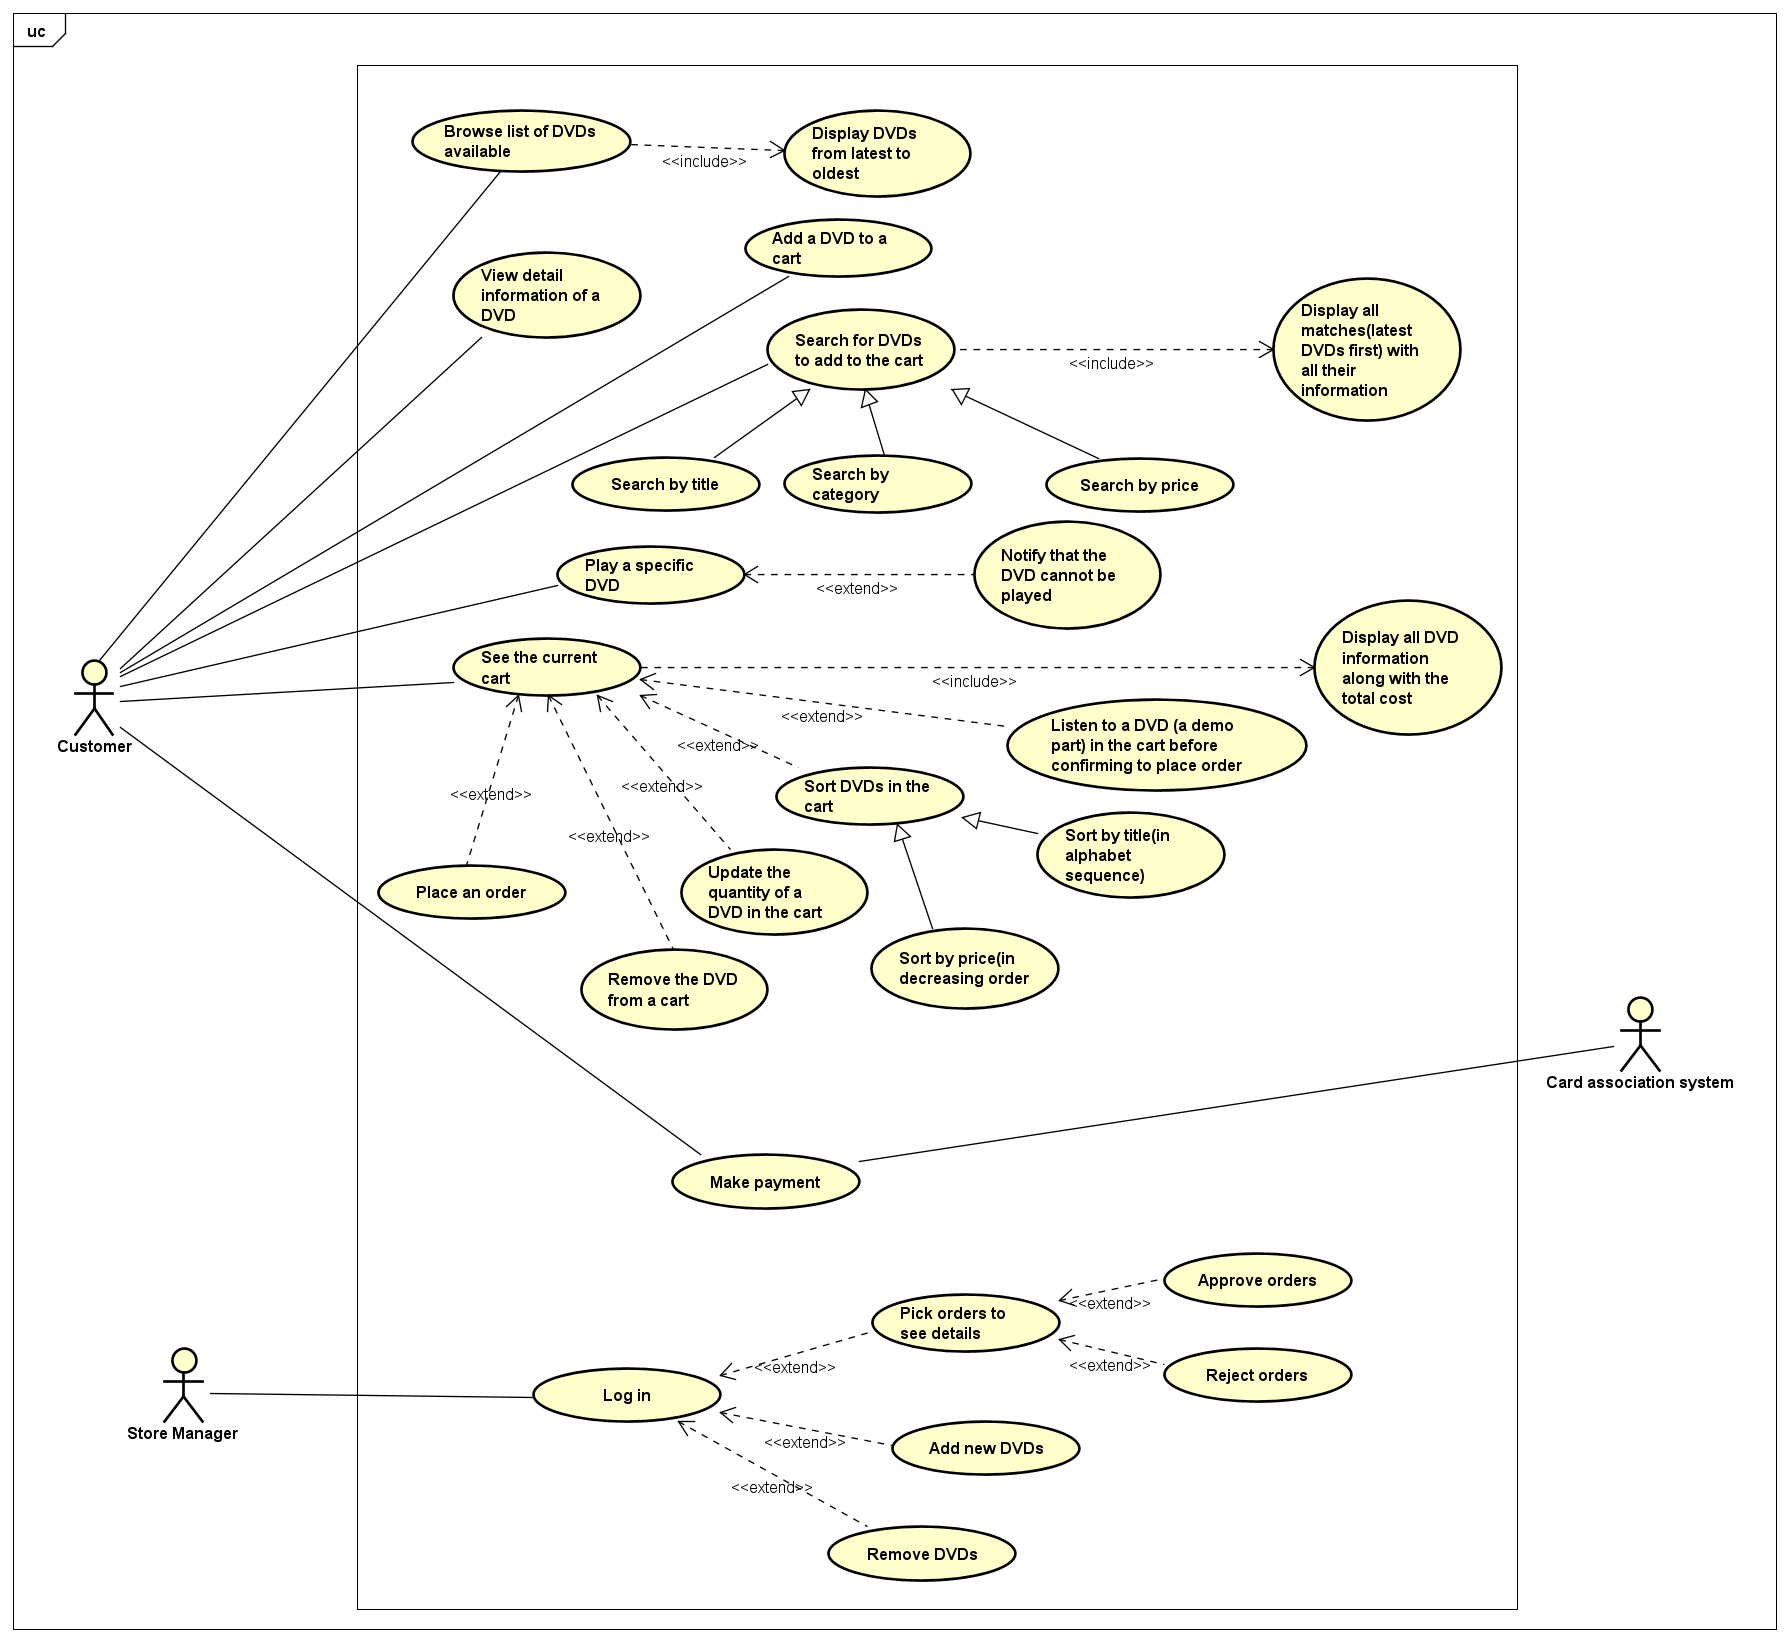 uc
Browse list of DVDs
available
<<include>>
Display DVDs
from latest to
oldest
Add a DVD to a
cart
View detail
information of a
DVD
Search for DVDs
to add to the cart
<<include>>
Display all
matches(latest
DVDs first) with
all their
information
Search by title
Search by
category
Search by price
Play a specific
DVD
<<extend>>
Notify that the
DVD cannot be
played
See the current
cart
<<include>>
Display all DVD
information
along with the
total cost
<<extend>>
Listen to a DVD (a demo
part) in the cart before
confirming to place order
<<extend>>
Customer
Sort DVDs in the
cart
<<extend>>
<<extend>>
<<extend>>
Sort by title(in
alphabet
sequence)
Place an order
Update the
quantity of a
DVD in the cart
Sort by price(in
decreasing order
Remove the DVD
from a cart
Card association system
Make payment
Approve orders
<<extend>>
Pick orders to
see details
<<extend>>
<<extend>>
Reject orders
Log in
Store Manager
<<extend>>
Add new DVDs
<<extend>>
Remove DVDs